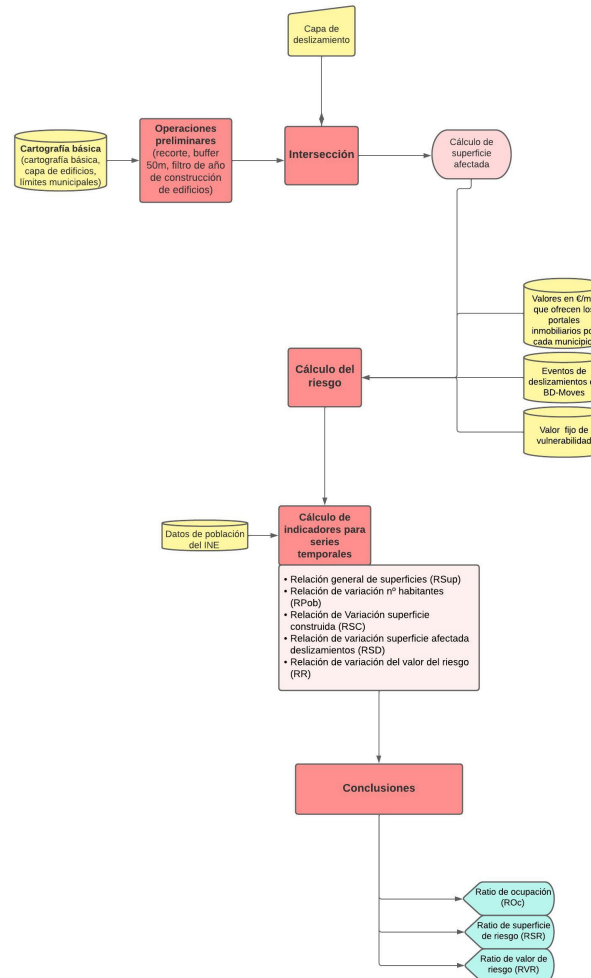 Capa de
deslizamiento
Cartografía básica
(cartografía básica,
capa de edificios,
límites municipales)
Operaciones
preliminares
(recorte, buffer
50m, filtro de año
de construcción
de edificios)
Intersección
Cálculo de
superficie
afectada
Valores en €/m
que ofrecen los
portales
inmobiliarios po
cada municipio
Eventos de
deslizamientos
BD-Moves
Valor fijo de
vulnerabilidad
Cálculo del
riesgo
Datos de población
del INE
Cálculo de
indicadores para
series
temporales
• Relación general de superficies (RSup)
• Relación de variación nº habitantes
(RPob)
• Relación de Variación superficie
construida (RSC)
• Relación de variación superficie afectada
deslizamientos (RSD)
• Relación de variación del valor del riesgo
(RR)
Conclusiones
Ratio de ocupación
(ROc)
Ratio de superficie
de riesgo (RSR)
Ratio de valor de
riesgo (RVR)